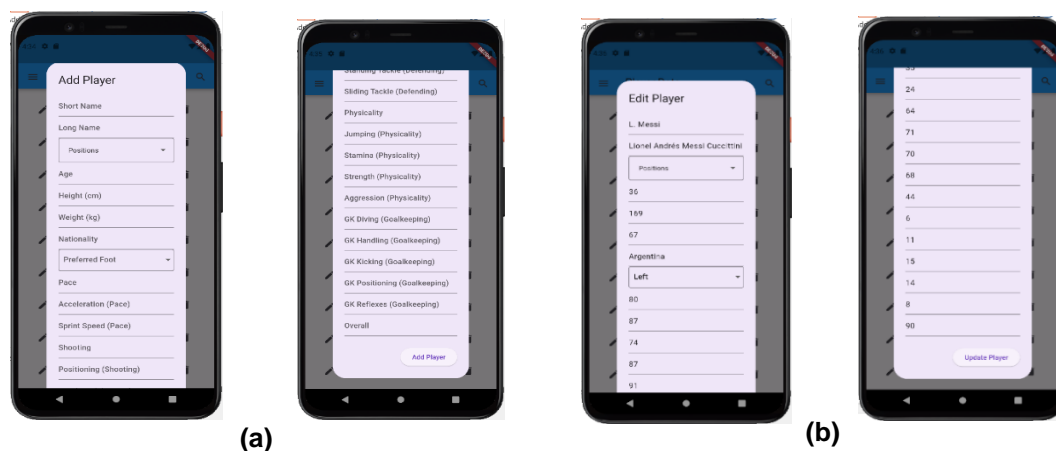 Add Player
Short Name
Long Name
Positions
Age
Height (cm)
Weight (kg)
Nationality
Preferred Foot
Pace
Acceleration (Pace)
Sprint Speed (Pace)
Shooting
Positioning (Shooting)
Standing Tackle (Defending)
Sliding Tackle (Defending)
Physicality
Jumping (Physicality)
Stamina (Physicality)
Strength (Physicality)
Aggression (Physicality)
GK Diving (Goalkeeping)
GK Handling (Goalkeeping)
GK Kicking (Goalkeeping)
GK Positioning (Goalkeeping)
GK Reflexes (Goalkeeping)
Overall
Add Player
(a)
Edit Player
L. Messi
Lionel Andrés Messi Cuccittini
Positions
36
169
67
Argentina
Left
80
87
74
87
91
24
64
71
70
68
44
6
11
15
14
8
90
Update Player
(b)